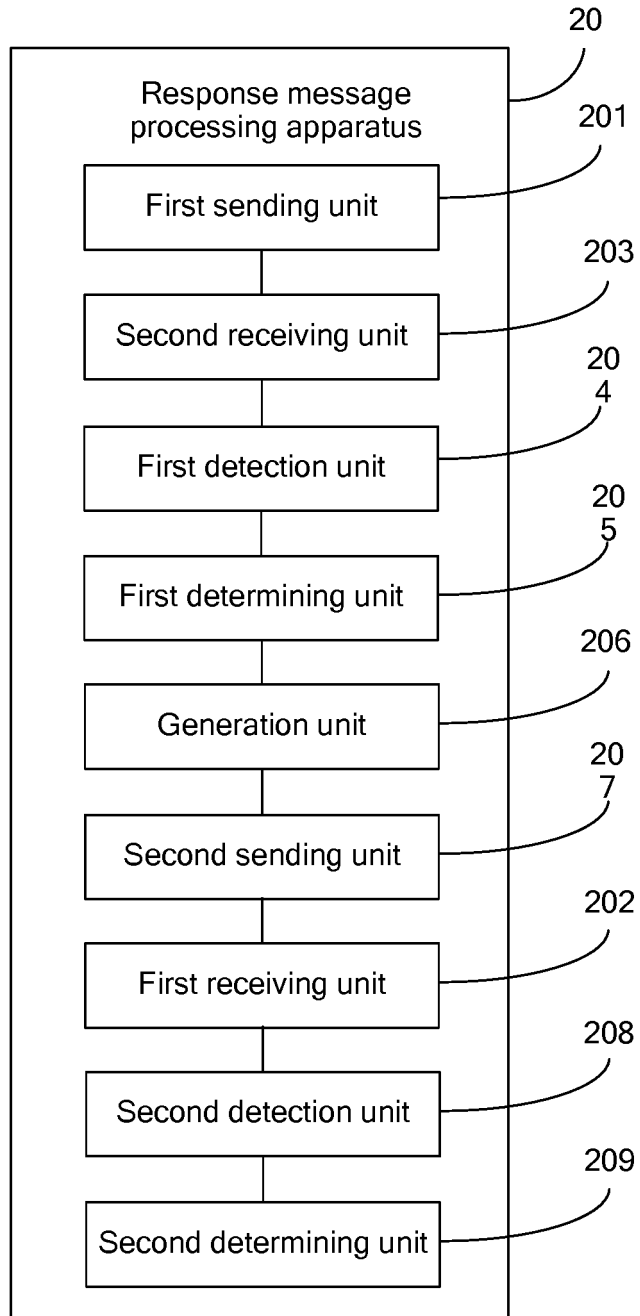 20
Response message
processing apparatus
201
First sending unit
203
Second receiving unit
20
4
First detection unit
20
5
First determining unit
206
Generation unit
20
7
Second sending unit
202
First receiving unit
208
Second detection unit
209
Second determining unit